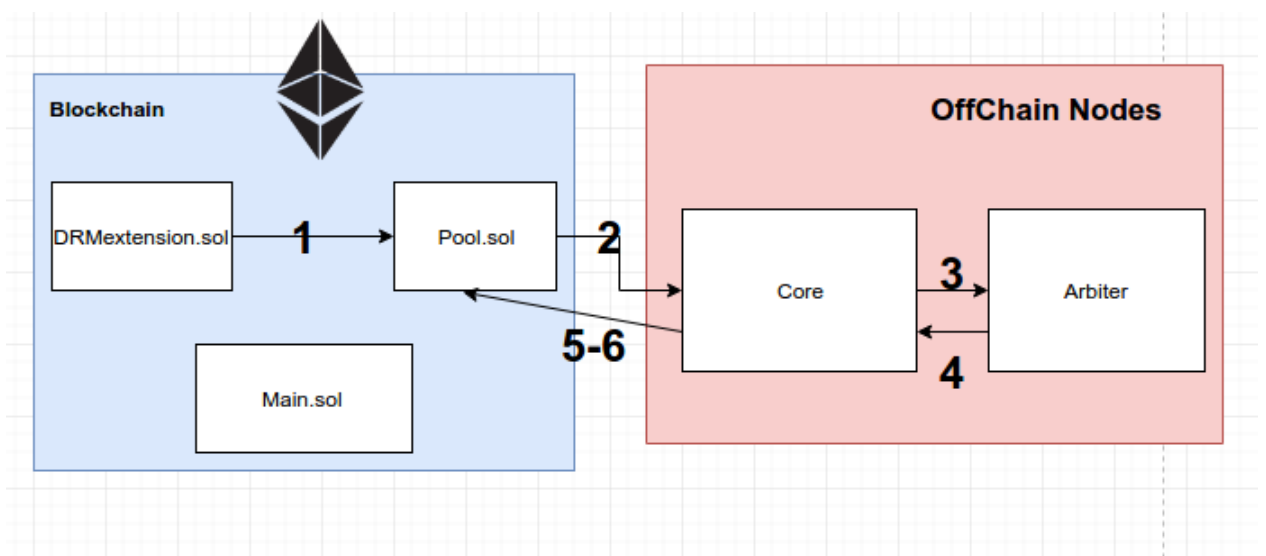 Blockchain
OffChain Nodes
DRMextension.sol
1
Pool.sol
2
Core
3
Arbiter
5-6
4
Main.sol